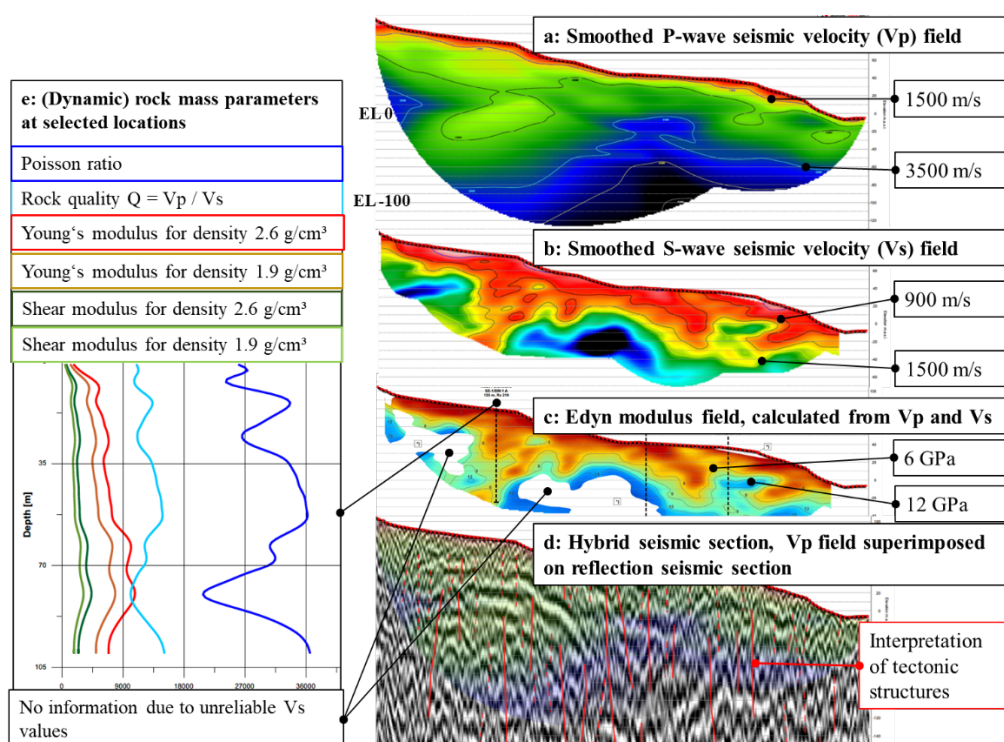 a: Smoothed P-wave seismic velocity (Vp) field
1500 m/s
EL 0
3500 m/s
EL -100
b: Smoothed S-wave seismic velocity (Vs) field
900 m/s
1500 m/s
c: Edyn modulus field, calculated from Vp and Vs
6 GPa
12 GPa
d: Hybrid seismic section, Vp field superimposed
on reflection seismic section
Interpretation
of tectonic
structures
e: (Dynamic) rock mass parameters
at selected locations
Poisson ratio
Rock quality Q = Vp / Vs
Young‘s modulus for density 2.6 g/cm³
Young‘s modulus for density 1.9 g/cm³
Shear modulus for density 2.6 g/cm³
Shear modulus for density 1.9 g/cm³
35
Depth [m]
70
105
0 9000 18000 27000 36000
No information due to unreliable Vs
values